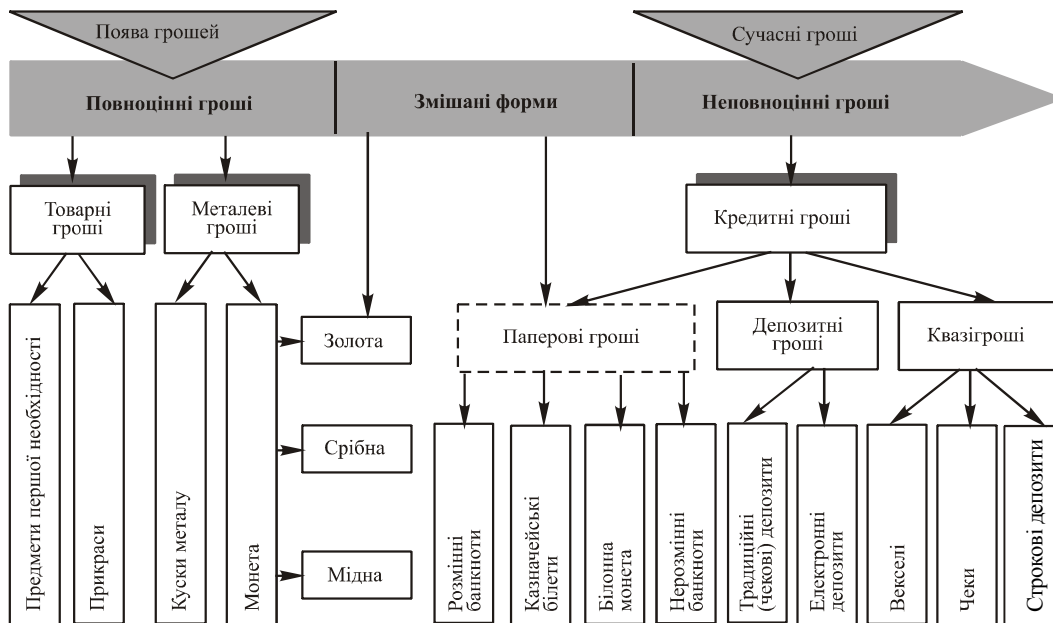 Поява грошей
Сучасні гроші
Повноцінні гроші
Змішані форми
Неповноцінні гроші
Товарні
гроші
Металеві
гроші
Кредитні гроші
Предмети першої необхідності
Прикраси
Куски металу
Монета
Золота
Срібна
Мідна
Паперові гроші
Депозитні
гроші
Квазігроші
Розмінні
банкноти
Казначейські
білети
Білонна
монета
Нерозмінні
банкноти
Традиційні
(чекові) депозити
Електронні
депозити
Векселі
Чеки
Строкові депозити